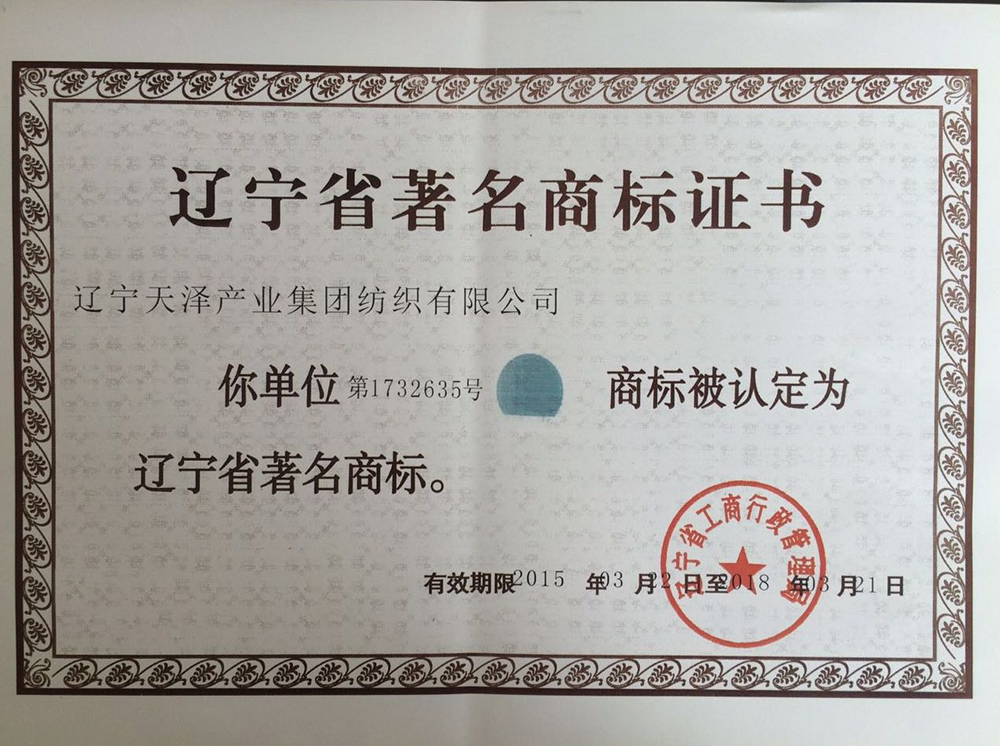 辽宁省著名商标证书
辽宁天泽产业集团纺织有限公司
你单位 第1732635号 商标被认定为
辽宁省著名商标。
辽宁省工商行政管理局
有效期限2015 年03 月22日至2018 年03月21日